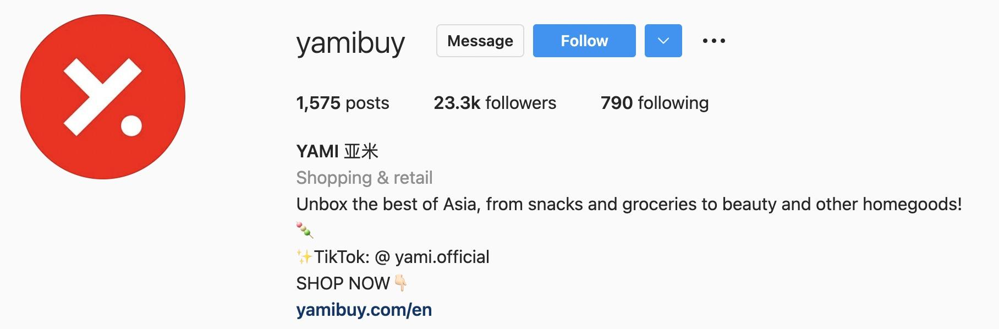 yamibuy Message Follow
1,575 posts 23.3k followers 790 following
YAMI 亚米
Shopping & retail
Unbox the best of Asia, from snacks and groceries to beauty and other homegoods!
🍡
✨TikTok: @ yami.official
SHOP NOW👇🏻
yamibuy.com/en